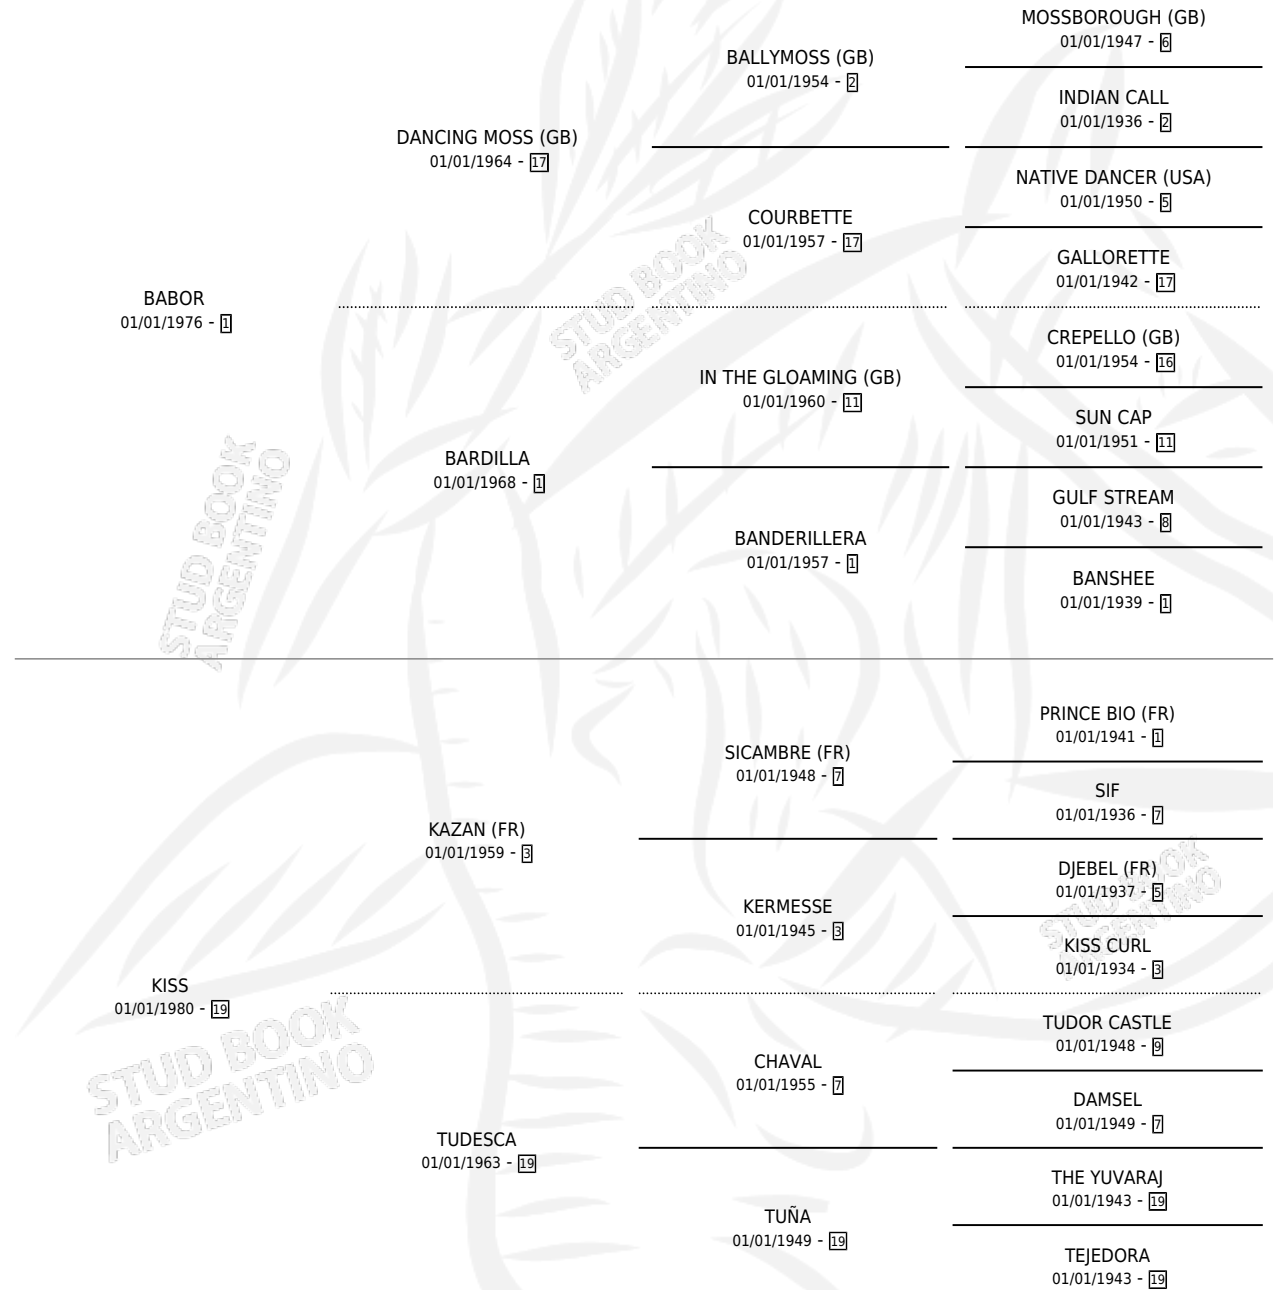 MOSSBOROUGH (GB)
01/01/1947 - 6
BALLYMOSS (GB)
01/01/1954 - 2
INDIAN CALL
01/01/1936 - 2
DANCING MOSS (GB)
01/01/1964 - 17
NATIVE DANCER (USA)
01/01/1950 - 5
COURBETTE
01/01/1957 - 17
GALLORETTE
01/01/1942 - 17
BABOR
01/01/1976 - 1
CREPELLO (GB)
01/01/1954 - 16
IN THE GLOAMING (GB)
01/01/1960 - 11
SUN CAP
01/01/1951 - 11
BARDILLA
01/01/1968 - 1
GULF STREAM
01/01/1943 - 8
BANDERILLERA
01/01/1957 - 1
BANSHEE
01/01/1939 - 1
PRINCE BIO (FR)
01/01/1941 - 1
SICAMBRE (FR)
01/01/1948 - 7
SIF
01/01/1936 - 7
KAZAN (FR)
01/01/1959 - 3
DJEBEL (FR)
01/01/1937 - 5
KERMESSE
01/01/1945 - 3
KISS CURL
01/01/1934 - 3
KISS
01/01/1980 - 19
TUDOR CASTLE
01/01/1948 - 9
CHAVAL
01/01/1955 - 7
DAMSEL
01/01/1949 - 7
TUDESCA
01/01/1963 - 19
THE YUVARAJ
01/01/1943 - 19
TUÑA
01/01/1949 - 19
TEJEDORA
01/01/1943 - 19
STUD BOOK
ARGENTINO
STUD BOOK
ARGENTINO
STUD BOOK
ARGENTINO
STUD BOOK
ARGENTINO